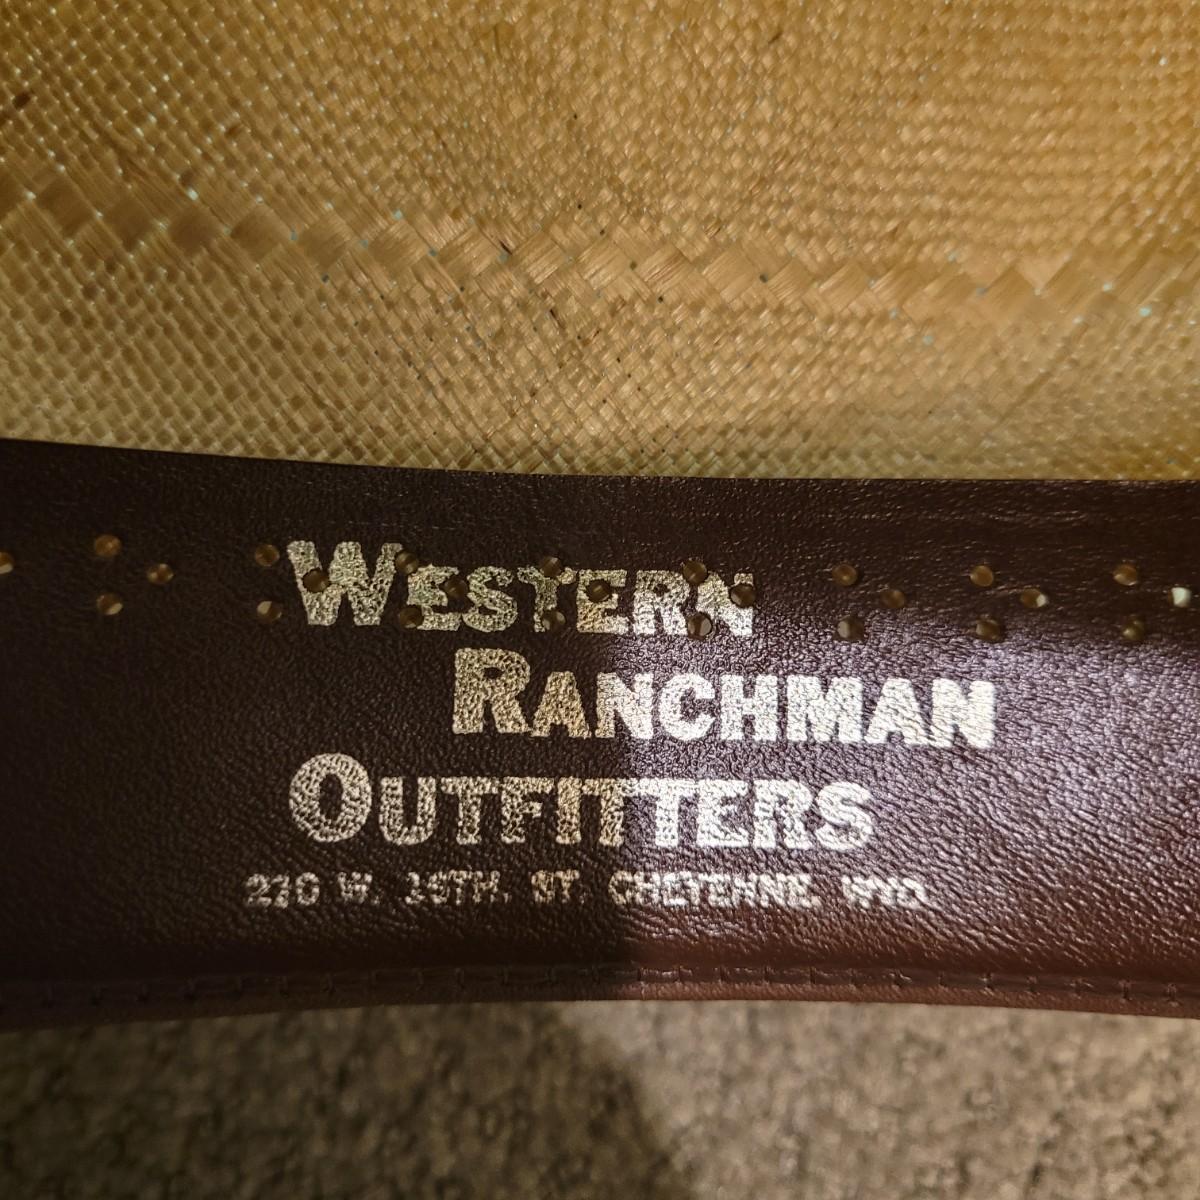 WESTERN
RANCHMAN
OUTFITTERS
210 W. 16TH. ST. CHEYENNE, WYO.